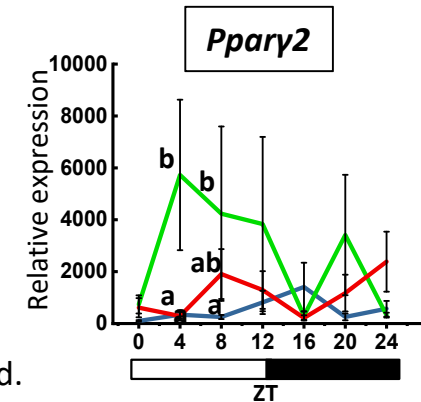 Pparγ2
Relative expression
10000
8000
6000
4000
2000
0
b
b
ab
a
a
a
0 4 8 12 16 20 24
ZT
d.